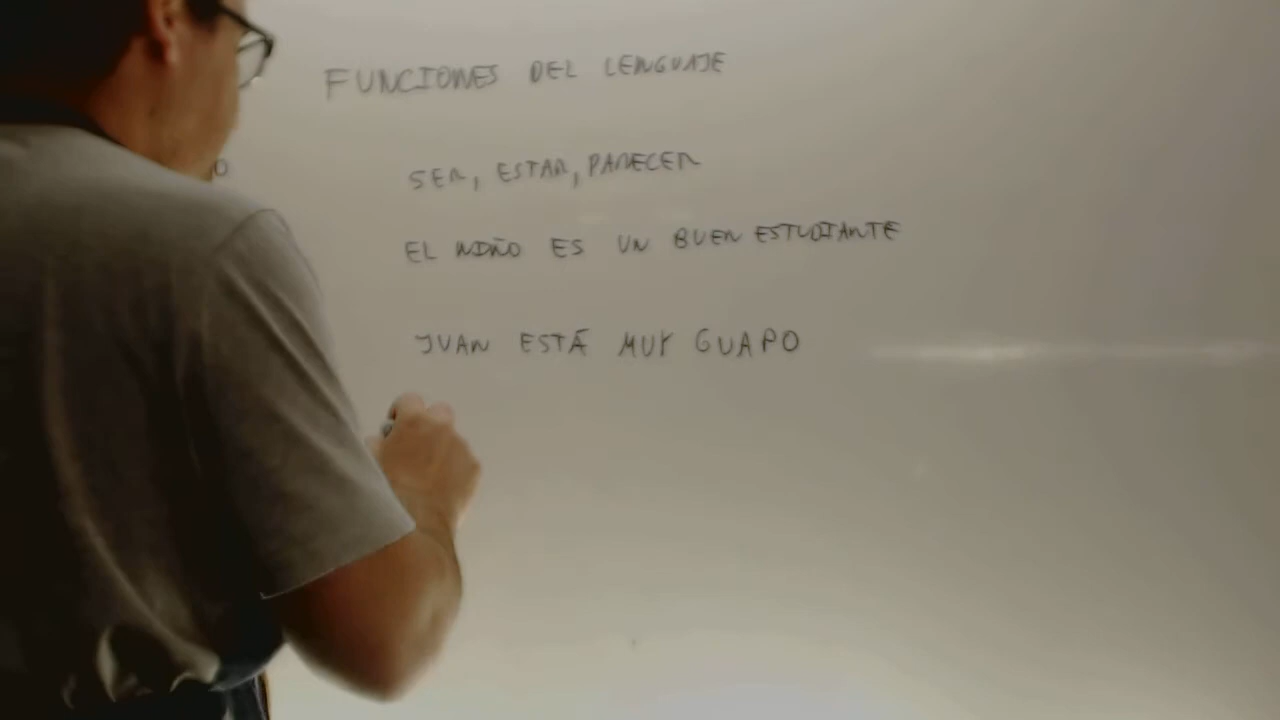 FUNCIONES DEL LENGUAJE
SER, ESTAR, PARECER
EL NIÑO ES UN BUEN ESTUDIANTE
JUAN ESTÁ MUY GUAPO